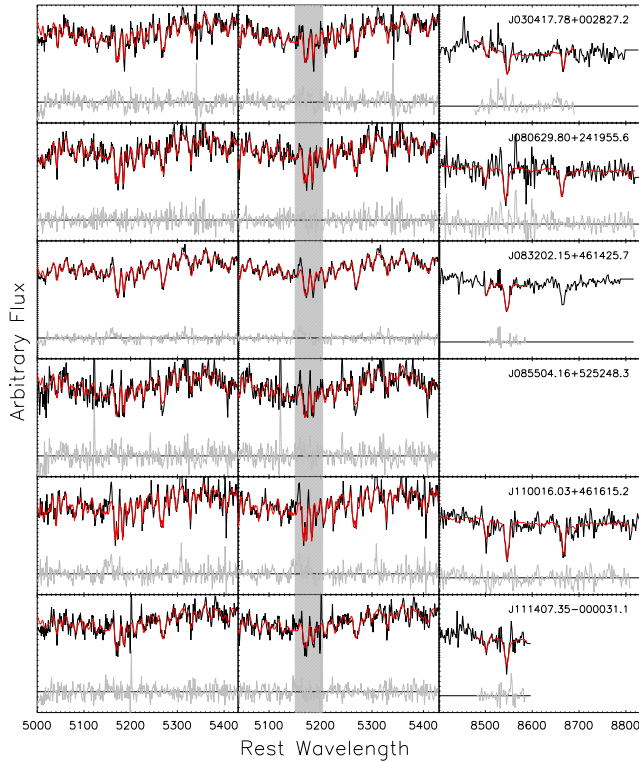 J030417.78+002827.2
J080629.80+241955.6
J083202.15+461425.7
J085504.16+525248.3
J110016.03+461615.2
J111407.35-000031.1
Arbitrary Flux
5000 5100 5200 5300 5400 5100 5200 5300 5400 8500 8600 8700 8800
Rest Wavelength